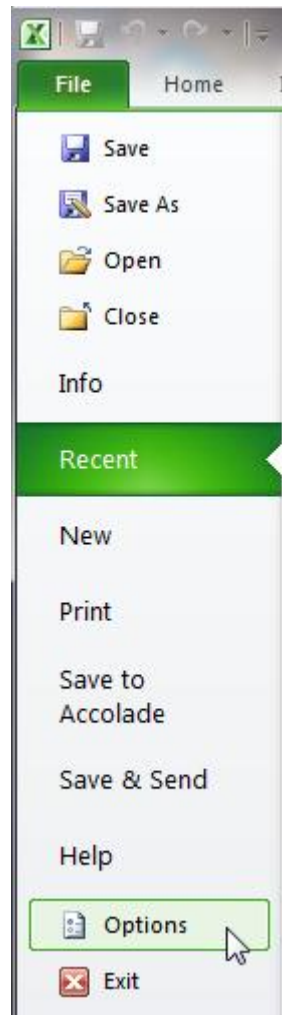 File Home
Save
Save As
Open
Close
Info
Recent
New
Print
Save to
Accolade
Save & Send
Help
Options
Exit